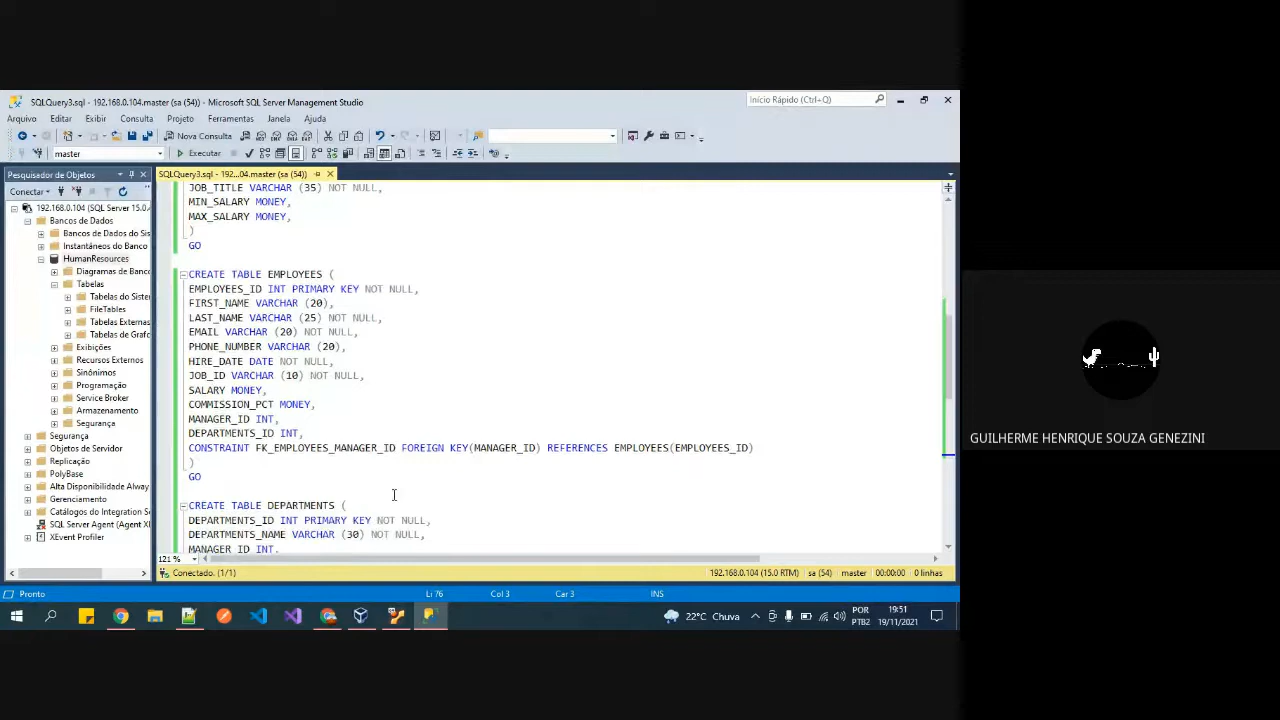 SQLQuery3.sql - 192.168.0.104.master (sa (54)) - Microsoft SQL Server Management Studio
Início Rápido (Ctrl+Q)
Arquivo Editar Exibir Consulta Projeto Ferramentas Janela Ajuda
Nova Consulta
master
Executar
Pesquisador de Objetos
SQLQuery3.sql - 192...04.master (sa (54))
Conectar
192.168.0.104 (SQL Server 15.0.
Bancos de Dados
Bancos de Dados do Sis
Instantâneos do Banco
HumanResources
Diagramas de Banc
Tabelas
Tabelas do Sister
FileTables
Tabelas Externas
Tabelas de Grafc
Exibições
Recursos Externos
Sinônimos
Programação
Service Broker
Armazenamento
Segurança
Segurança
Objetos de Servidor
Replicação
PolyBase
Alta Disponibilidade Alway
Gerenciamento
Catálogos do Integration S
SQL Server Agent (Agent XI
XEvent Profiler
JOB_TITLE VARCHAR (35) NOT NULL,
MIN_SALARY MONEY,
MAX_SALARY MONEY,
)
GO
CREATE TABLE EMPLOYEES (
EMPLOYEES_ID INT PRIMARY KEY NOT NULL,
FIRST_NAME VARCHAR (20),
LAST_NAME VARCHAR (25) NOT NULL,
EMAIL VARCHAR (20) NOT NULL,
PHONE_NUMBER VARCHAR (20),
HIRE_DATE DATE NOT NULL,
JOB_ID VARCHAR (10) NOT NULL,
SALARY MONEY,
COMMISSION_PCT MONEY,
MANAGER_ID INT,
DEPARTMENTS_ID INT,
CONSTRAINT FK_EMPLOYEES_MANAGER_ID FOREIGN KEY(MANAGER_ID) REFERENCES EMPLOYEES(EMPLOYEES_ID)
)
GO
CREATE TABLE DEPARTMENTS (
DEPARTMENTS_ID INT PRIMARY KEY NOT NULL,
DEPARTMENTS_NAME VARCHAR (30) NOT NULL,
MANAGER_ID INT,
121 %
Conectado. (1/1)
192.168.0.104 (15.0 RTM) sa (54) master 00:00:00 0 linhas
Pronto
Li 76 Col 3 Car 3 INS
22°C Chuva
POR
PTB2
19:51
19/11/2021
GUILHERME HENRIQUE SOUZA GENEZINI